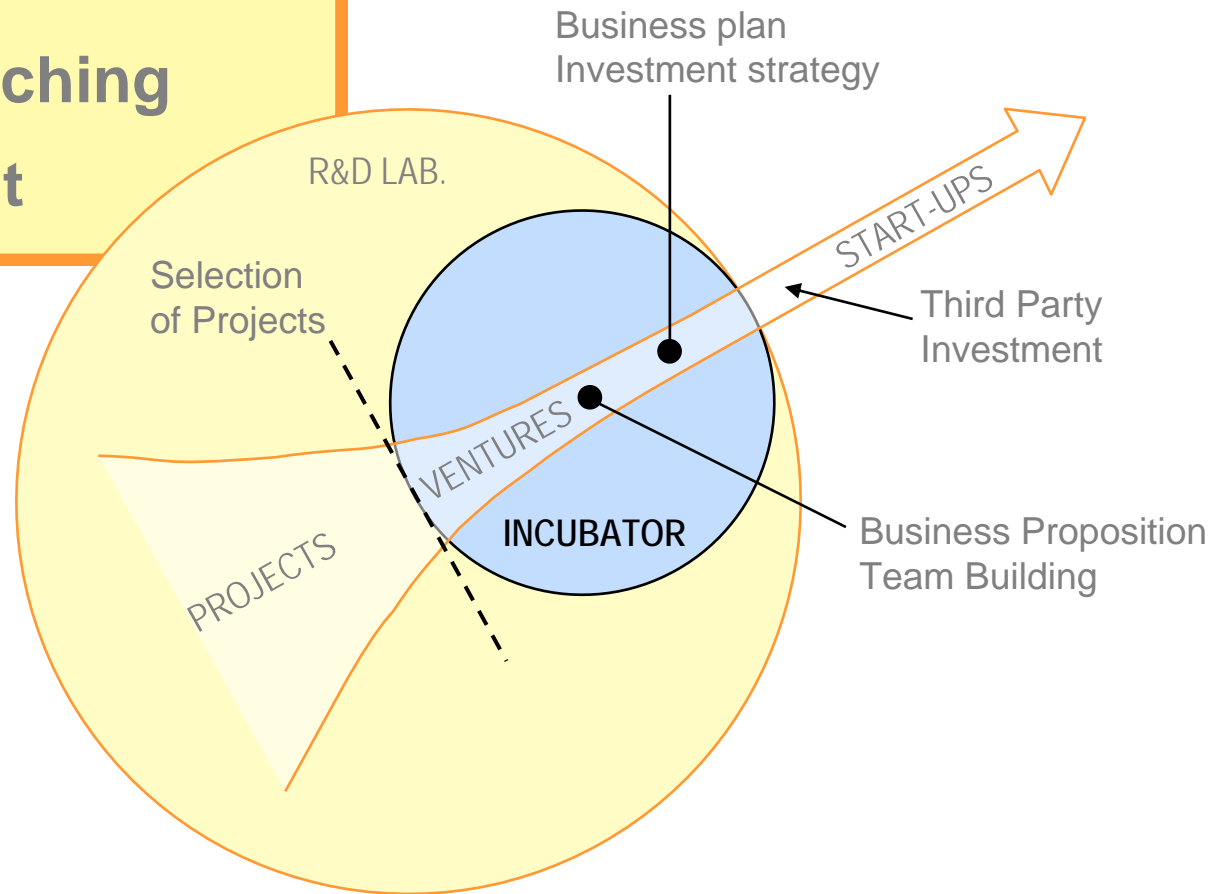 ching
t
Business plan
Investment strategy
R&D LAB.
START-UPS
Selection
of Projects
Third Party
Investment
VENTURES
INCUBATOR
Business Proposition
Team Building
PROJECTS